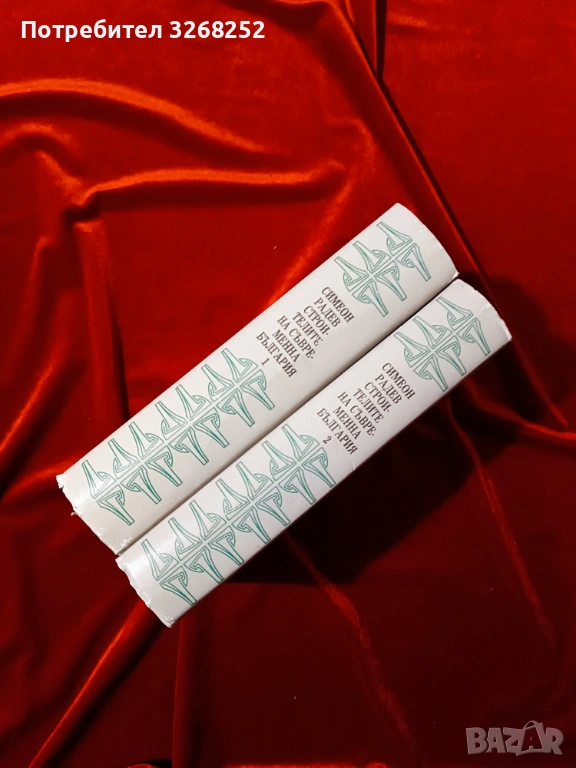 Потребител 3268252
СИМЕОН
РАДЕВ
СТРОИ-
ТЕЛИТЕ
НА СЪВРЕ-
МЕННА
БЪЛГАРИЯ
1
СИМЕОН
РАДЕВ
СТРОИ-
ТЕЛИТЕ
НА СЪВРЕ-
МЕННА
БЪЛГАРИЯ
2
BAZAR